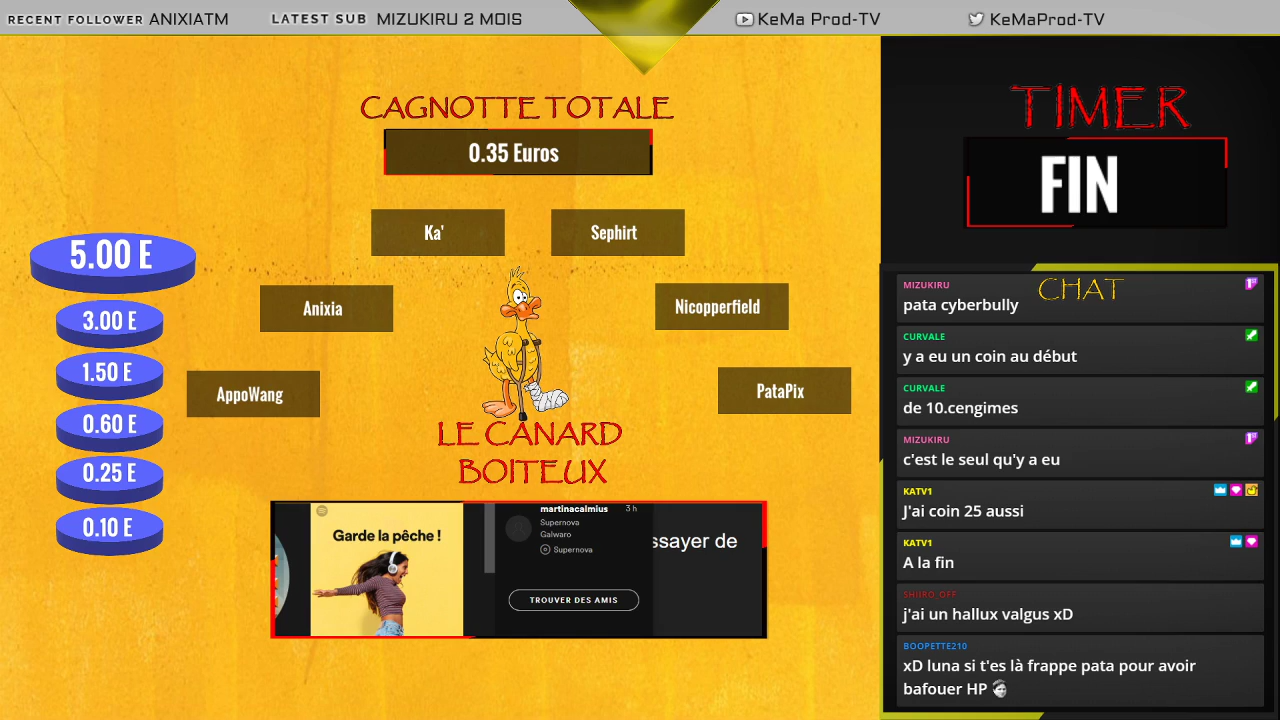 RECENT FOLLOWER ANIXIATM
LATEST SUB MIZUKIRU 2 MOIS
KeMa Prod-TV
KeMaProd-TV
CAGNOTTE TOTALE
0.35 Euros
TIMER
FIN
Ka'
Sephirt
Anixia
Nicopperfield
AppoWang
PataPix
5.00 E
3.00 E
1.50 E
0.60 E
0.25 E
0.10 E
LE CANARD
BOITEUX
Garde la pêche !
martinacalmius 3 h
Supernova
Galwaro
Supernova
TROUVER DES AMIS
ssayer de
CHAT
MIZUKIRU
pata cyberbully
CURVALE
y a eu un coin au début
CURVALE
de 10.cengimes
MIZUKIRU
c'est le seul qu'y a eu
KATV1
J'ai coin 25 aussi
KATV1
A la fin
SHIIRO_OFF
j'ai un hallux valgus xD
BOOPETTE210
xD luna si t'es là frappe pata pour avoir
bafouer HP